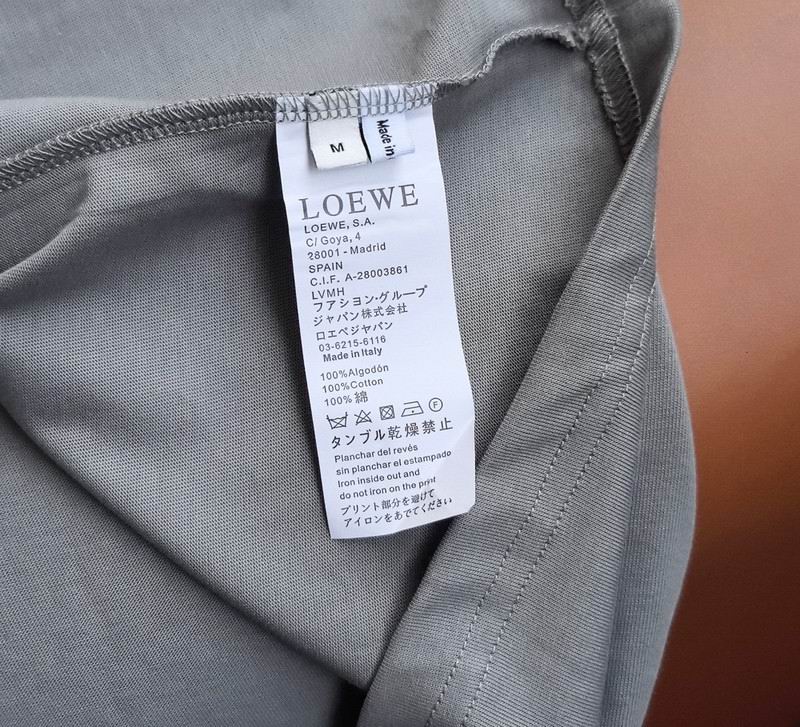 M
Made in
LOEWE
LOEWE, S.A.
C/ Goya, 4
28001 - Madrid
SPAIN
C.I.F. A-28003861
LVMH
ファション·グループ
ジャパン株式会社
ロエベジャパン
03-6215-6116
Made in Italy
100%Algodón
100%Cotton
100% 綿
F
タンブル乾燥禁止
Planchar del revés
sin planchar el estampado
Iron inside out and
do not iron on the print
プリント部分を避けて
アイロンをあでてください